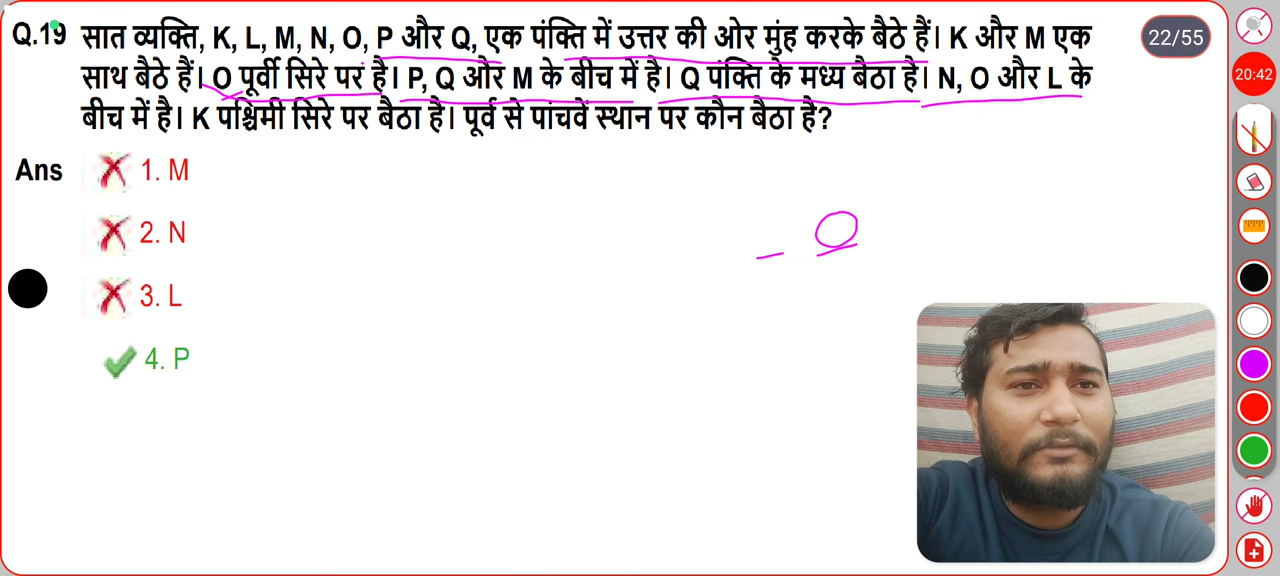 Q.19 सात व्यक्ति, K, L, M, N, O, P और Q, एक पंक्ति में उत्तर की ओर मुंह करके बैठे हैं। K और M एक
साथ बैठे हैं। O पूर्वी सिरे पर है। P, Q और M के बीच में है। Q पंक्ति के मध्य बैठा है। N, O और L के
बीच में है। K पश्चिमी सिरे पर बैठा है। पूर्व से पांचवें स्थान पर कौन बैठा है?
22/55
20:42
Ans 1. M
2. N
3. L
4. P
O